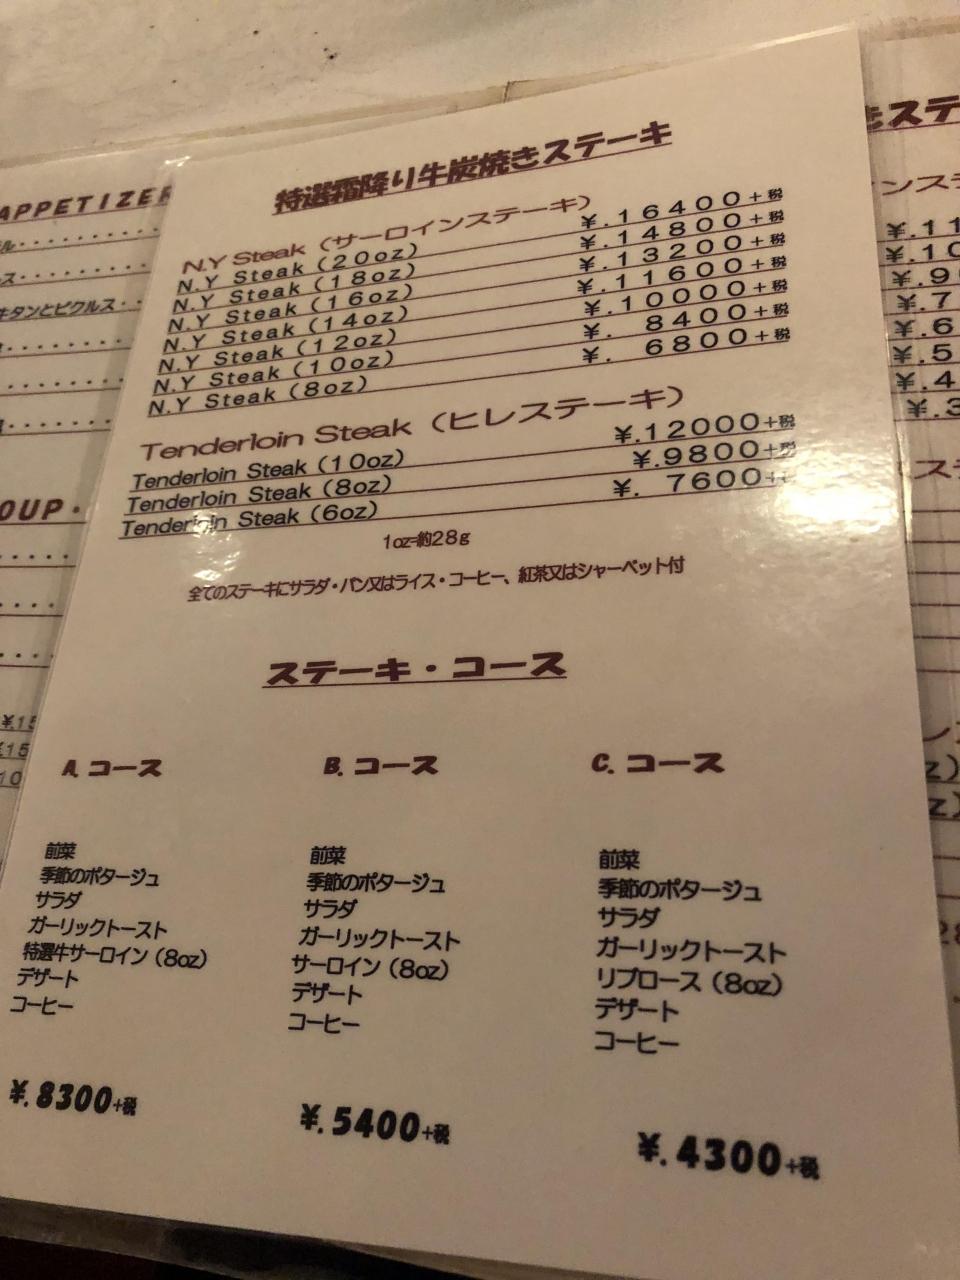 特選霜降り牛炭焼きステーキ
N.Y Steak（サーロインステーキ）
N.Y Steak（20oz） ¥.16400+税
N.Y Steak（18oz） ¥.14800+税
N.Y Steak（16oz） ¥.13200+税
N.Y Steak（14oz） ¥.11600+税
N.Y Steak（12oz） ¥.10000+税
N.Y Steak（10oz） ¥. 8400+税
N.Y Steak（8oz） ¥. 6800+税
Tenderloin Steak（ヒレステーキ）
Tenderloin Steak（10oz） ¥.12000+税
Tenderloin Steak（8oz） ¥.9800+税
Tenderloin Steak（6oz） ¥. 7600+
1oz=約28g
全てのステーキにサラダ・パン又はライス・コーヒー、紅茶又はシャーベット付
ステーキ・コース
A. コース
前菜
季節のポタージュ
サラダ
ガーリックトースト
特選牛サーロイン（8oz）
デザート
コーヒー
¥.8300+税
B. コース
前菜
季節のポタージュ
サラダ
ガーリックトースト
サーロイン（8oz）
デザート
コーヒー
¥.5400+税
C. コース
前菜
季節のポタージュ
サラダ
ガーリックトースト
リブロース（8oz）
デザート
コーヒー
¥.4300+税
APPETIZER
牛タンとピクルス
OUP